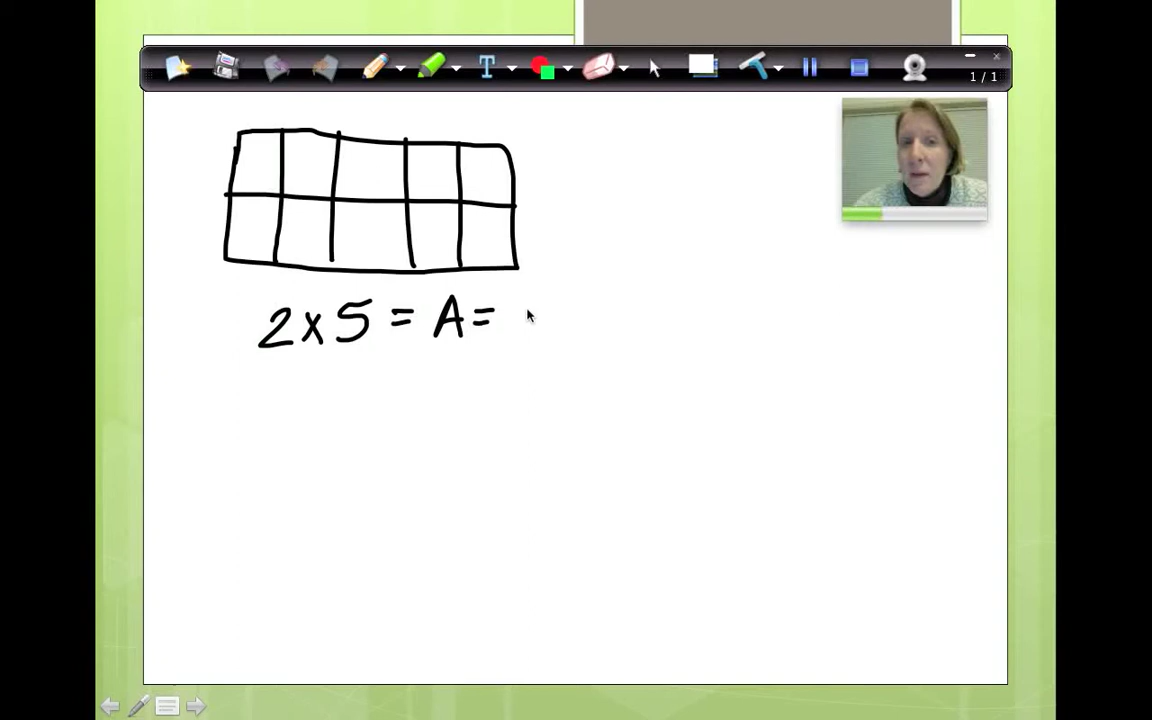 1 / 1
2 x 5 = A =